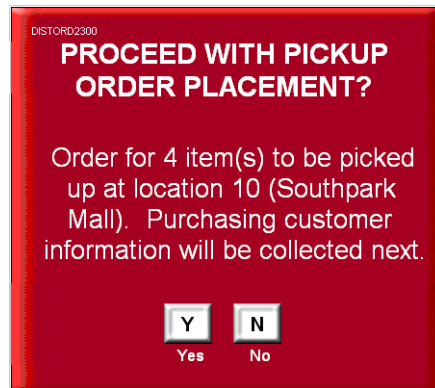 DISTORD2300
PROCEED WITH PICKUP
ORDER PLACEMENT?
Order for 4 item(s) to be picked
up at location 10 (Southpark
Mall).  Purchasing customer
information will be collected next.
Y N
Yes No